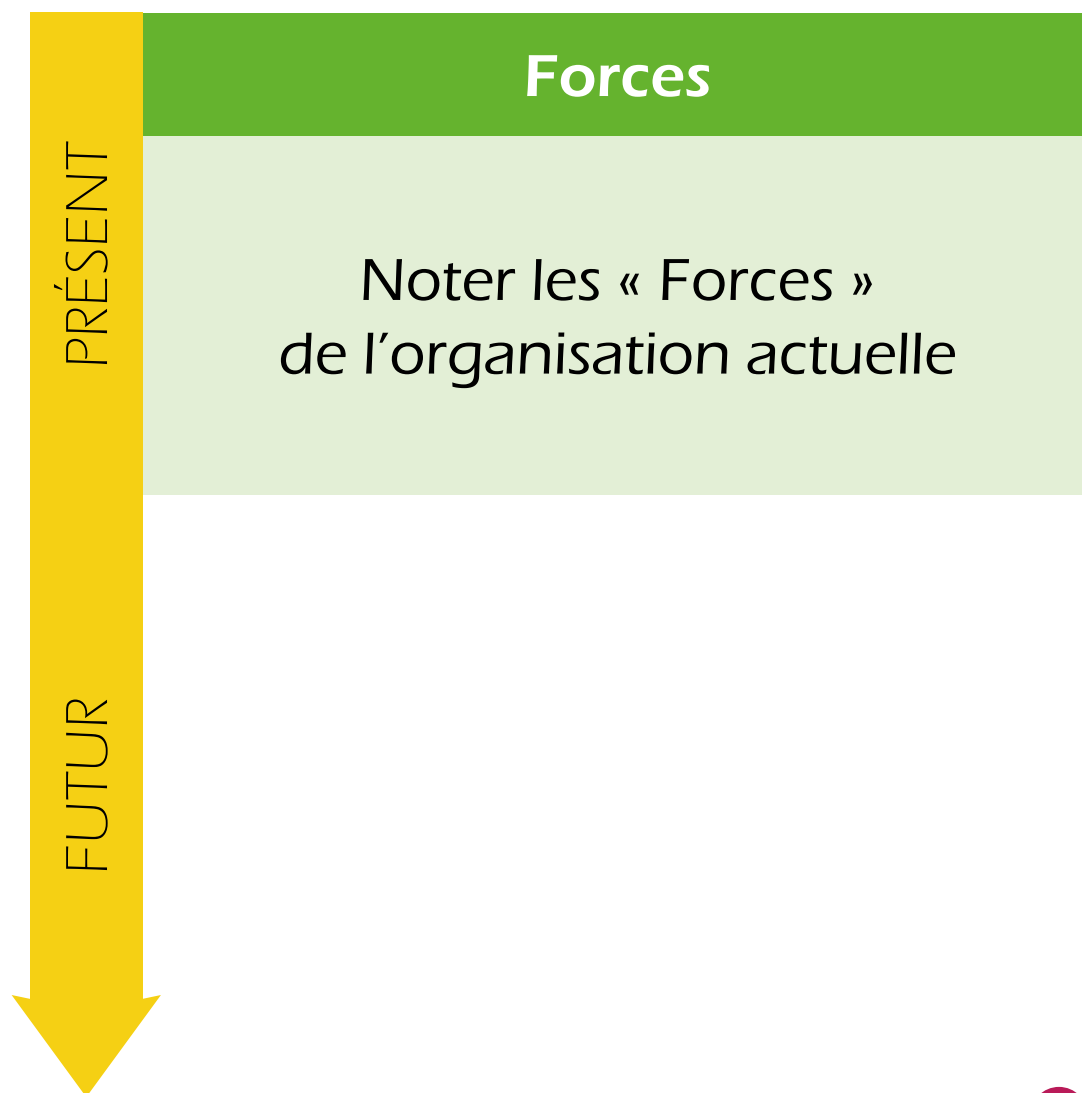 Forces
PRÉSENT
Noter les « Forces »
de l’organisation actuelle
FUTUR